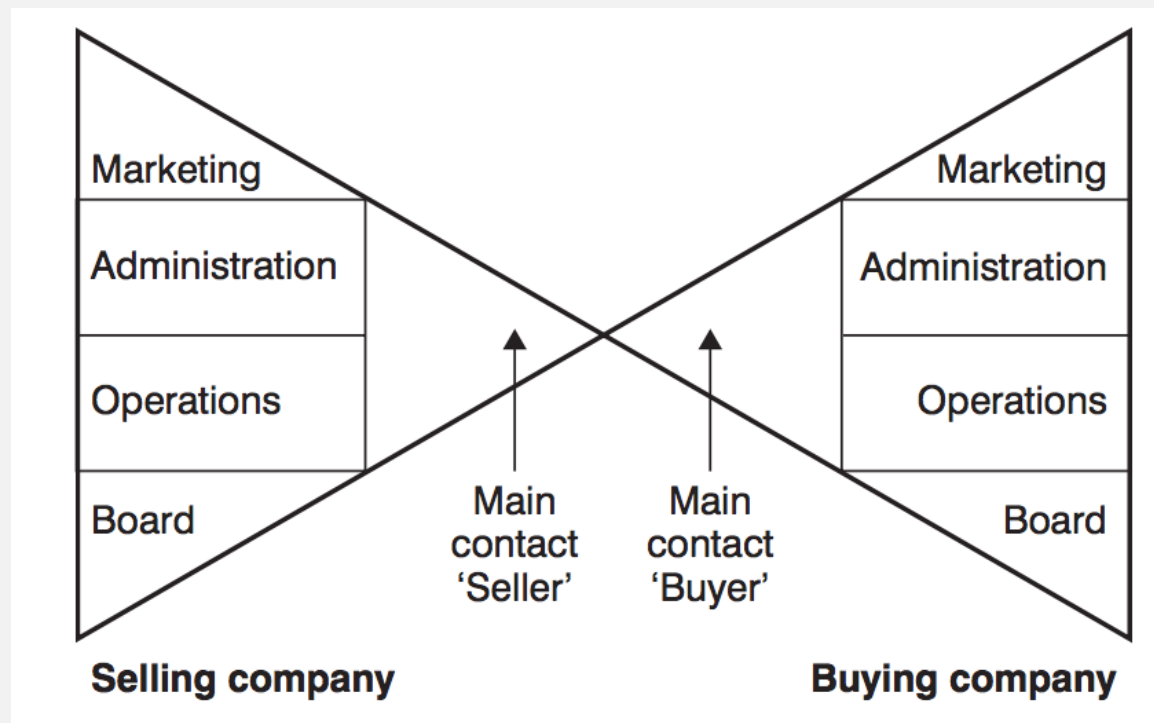 Marketing
Marketing
Administration
Administration
Operations
Operations
Board
Board
Main
contact
‘Seller’
Main
contact
‘Buyer’
Selling company
Buying company